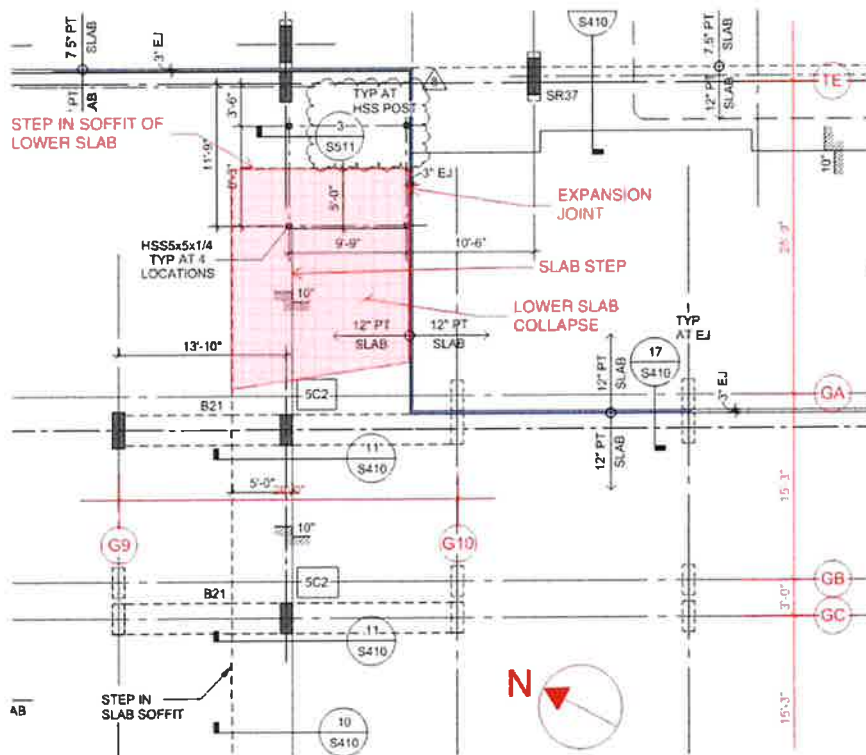 7.5" PT
SLAB
PT
AB
3" EJ
TYP AT
HSS POST
S410
SR37
7.5" PT
SLAB
12" PT
SLAB
TE
STEP IN SOFFIT OF
LOWER SLAB
3'-6"
11'-9"
3
S511
5'-0"
3" EJ
10"
EXPANSION
JOINT
HSS5x5x1/4
TYP AT 4
LOCATIONS
9'-9"
10'-6"
SLAB STEP
10"
LOWER SLAB
COLLAPSE
12" PT
SLAB
12" PT
SLAB
13'-10"
TYP
AT EJ
17
S410
12" PT
SLAB
3" EJ
GA
5C2
B21
11
S410
12" PT
SLAB
5'-0"
15'-3"
10"
G9
G10
5C2
B21
GB
3'-0"
GC
11
S410
STEP IN
SLAB SOFFIT
AB
N
10
S410
15'-3"